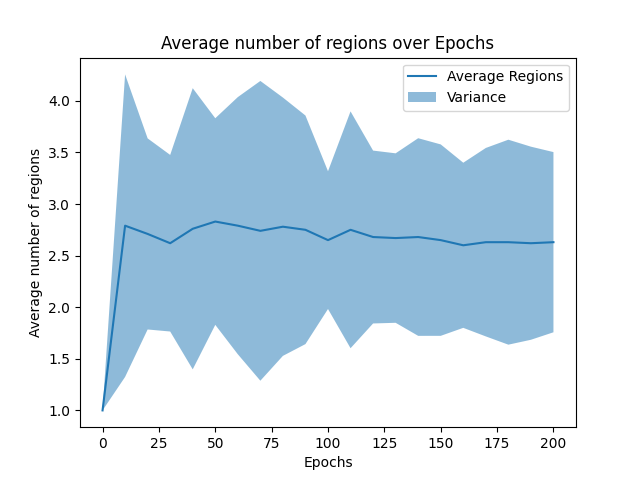 Average number of regions over Epochs
Average Regions
Variance
Average number of regions
4.0
3.5
3.0
2.5
2.0
1.5
1.0
0 25 50 75 100 125 150 175 200
Epochs